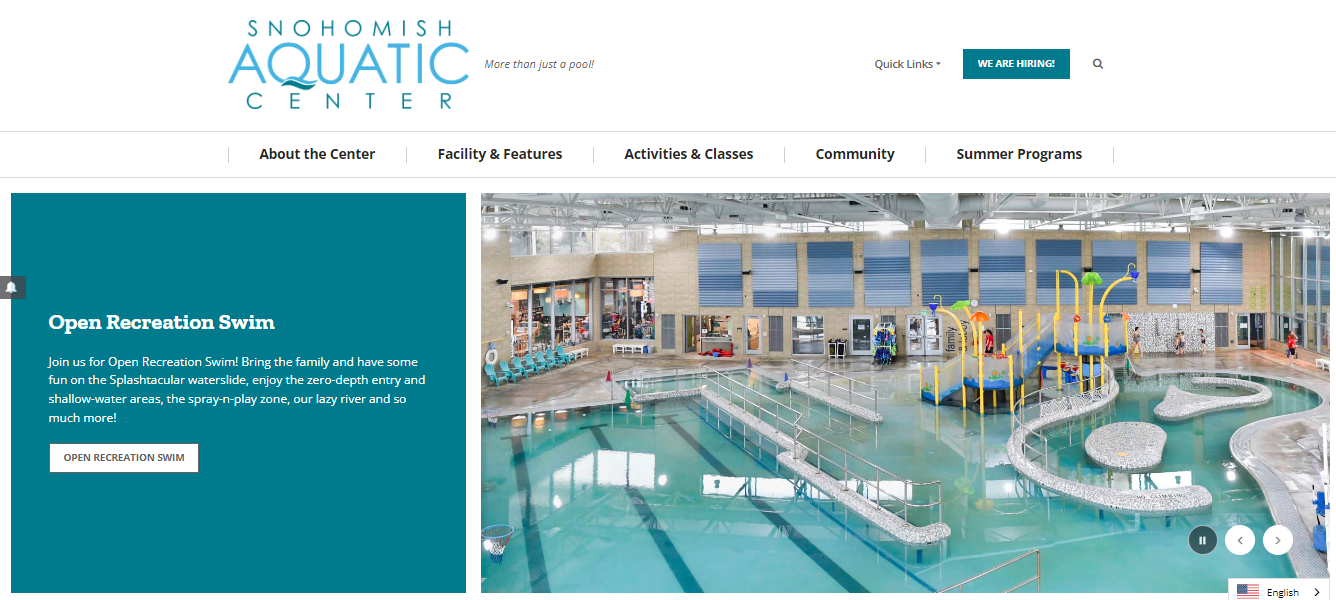 SNOHOMISH
AQUATIC
CENTER
More than just a pool!
Quick Links
WE ARE HIRING!
About the Center
Facility & Features
Activities & Classes
Community
Summer Programs
Open Recreation Swim
Join us for Open Recreation Swim! Bring the family and have some
fun on the Splashtacular waterslide, enjoy the zero-depth entry and
shallow-water areas, the spray-n-play zone, our lazy river and so
much more!
OPEN RECREATION SWIM
family
English